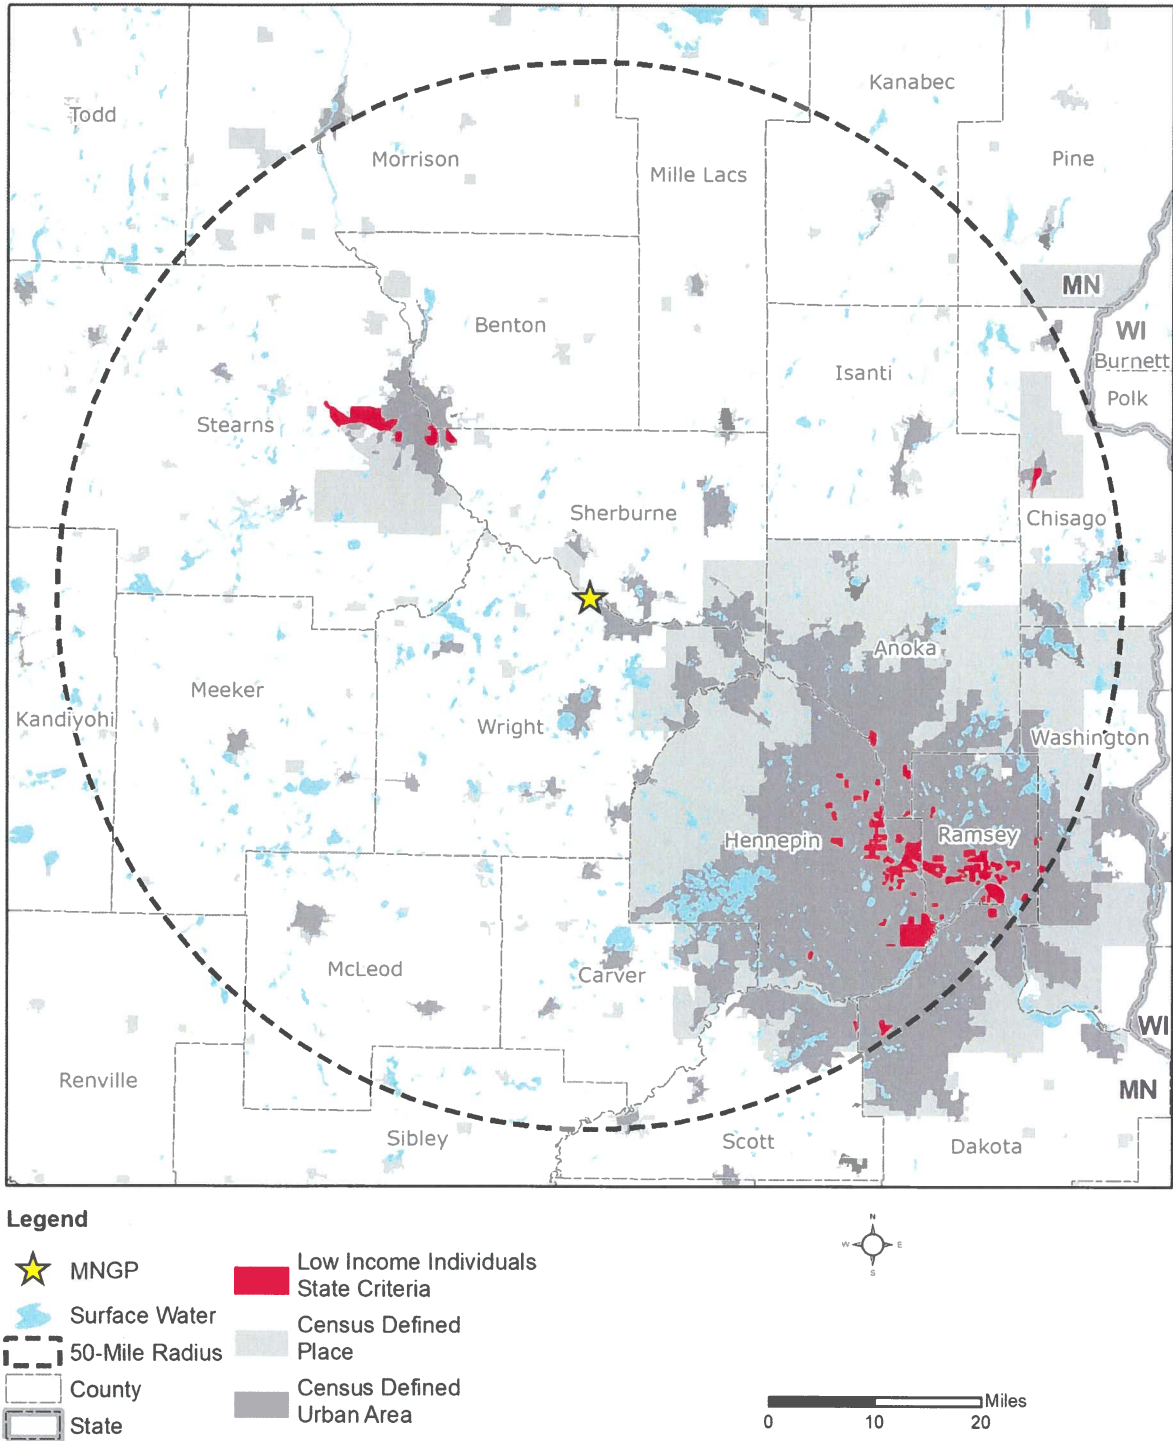 Kanabec
Todd
Morrison
Mille Lacs
Pine
MN
WI
Benton
Burnett
Isanti
Polk
Stearns
Sherburne
Chisago
Anoka
Meeker
Kandiyohi
Wright
Washington
Hennepin
Ramsey
McLeod
Carver
WI
Renville
MN
Sibley
Scott
Dakota
Legend
MNGP
Surface Water
50-Mile Radius
County
State
Low Income Individuals
State Criteria
Census Defined
Place
Census Defined
Urban Area
N
W
E
S
Miles
0
10
20